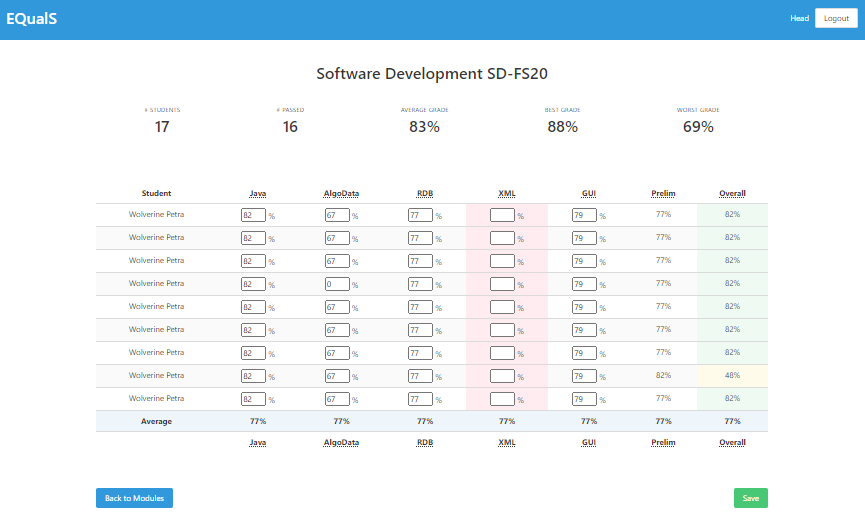 EQualS
Head Logout
Software Development SD-FS20
# STUDENTS # PASSED AVERAGE GRADE BEST GRADE WORST GRADE
17 16 83% 88% 69%
Student Java AlgoData RDB XML GUI Prelim Overall
Wolverine Petra 82 % 67 % 77 % % 79 % 77% 82%
Wolverine Petra 82 % 67 % 77 % % 79 % 77% 82%
Wolverine Petra 82 % 67 % 77 % % 79 % 77% 82%
Wolverine Petra 82 % 0 % 77 % % 79 % 77% 82%
Wolverine Petra 82 % 67 % 77 % % 79 % 77% 82%
Wolverine Petra 82 % 67 % 77 % % 79 % 77% 82%
Wolverine Petra 82 % 67 % 77 % % 79 % 77% 82%
Wolverine Petra 82 % 67 % 77 % % 79 % 82% 48%
Wolverine Petra 82 % 67 % 77 % % 79 % 77% 82%
Average 77% 77% 77% 77% 77% 77% 77%
Java AlgoData RDB XML GUI Prelim Overall
Back to Modules Save